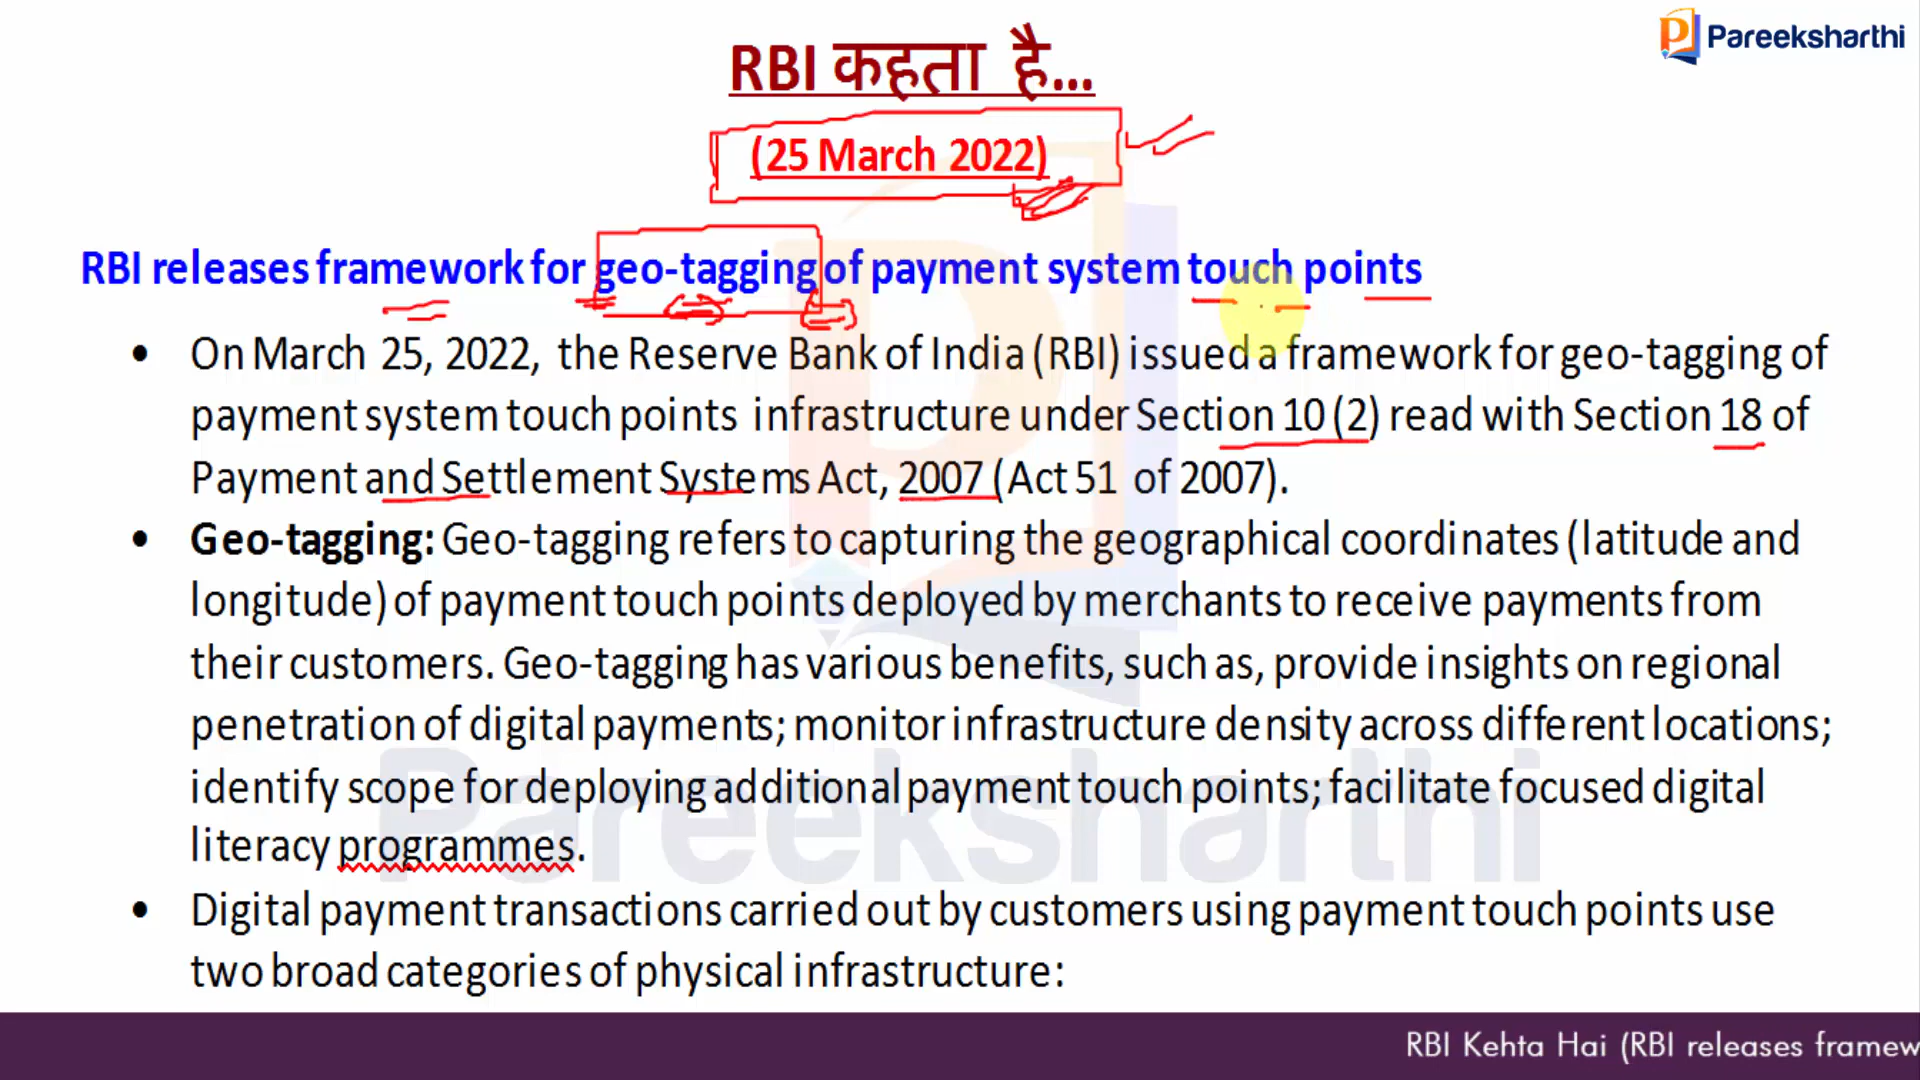 Pareeksharthi
RBI कहता है...
(25 March 2022)
RBI releases framework for geo-tagging of payment system touch points
• On March 25, 2022, the Reserve Bank of India (RBI) issued a framework for geo-tagging of
payment system touch points infrastructure under Section 10 (2) read with Section 18 of
Payment and Settlement Systems Act, 2007 (Act 51 of 2007).
• Geo-tagging: Geo-tagging refers to capturing the geographical coordinates (latitude and
longitude) of payment touch points deployed by merchants to receive payments from
their customers. Geo-tagging has various benefits, such as, provide insights on regional
penetration of digital payments; monitor infrastructure density across different locations;
identify scope for deploying additional payment touch points; facilitate focused digital
literacy programmes.
Pareeksharthi
• Digital payment transactions carried out by customers using payment touch points use
two broad categories of physical infrastructure:
RBI Kehta Hai (RBI releases framew